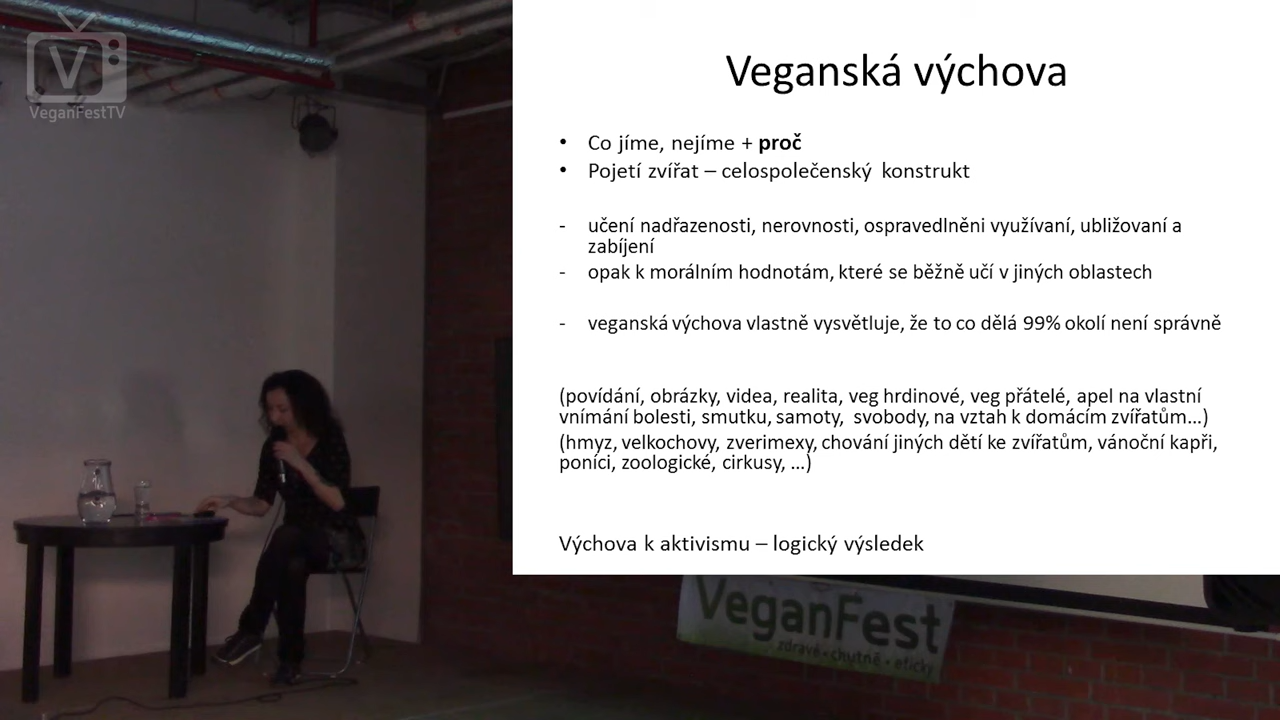 VeganFestTV
Veganská výchova
• Co jíme, nejíme + proč
• Pojetí zvířat – celospolečenský konstrukt
- učení nadřazenosti, nerovnosti, ospravedlněni využívaní, ubližovaní a
zabíjení
- opak k morálním hodnotám, které se běžně učí v jiných oblastech
- veganská výchova vlastně vysvětluje, že to co dělá 99% okolí není správně
(povídání, obrázky, videa, realita, veg hrdinové, veg přátelé, apel na vlastní
vnímání bolesti, smutku, samoty, svobody, na vztah k domácím zvířatům…)
(hmyz, velkochovy, zverimexy, chování jiných dětí ke zvířatům, vánoční kapři,
poníci, zoologické, cirkusy, …)
Výchova k aktivismu – logický výsledek
VeganFest
zdravě • chutně • eticky